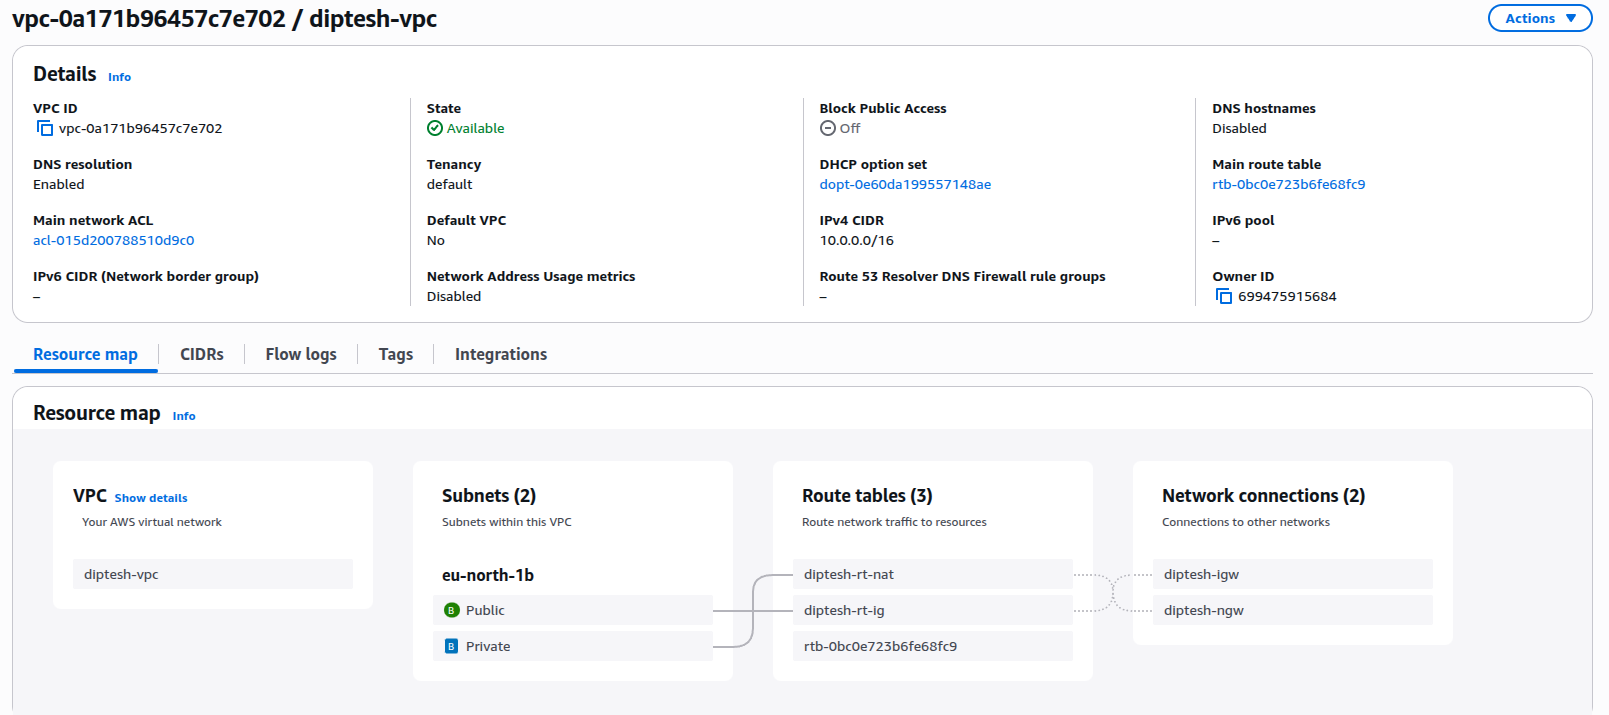 vpc-0a171b96457c7e702 / diptesh-vpc
Actions
Details Info
VPC ID
vpc-0a171b96457c7e702
State
Available
Block Public Access
Off
DNS hostnames
Disabled
DNS resolution
Enabled
Tenancy
default
DHCP option set
dopt-0e60da199557148ae
Main route table
rtb-0bc0e723b6fe68fc9
Main network ACL
acl-015d200788510d9c0
Default VPC
No
IPv4 CIDR
10.0.0.0/16
IPv6 pool
–
IPv6 CIDR (Network border group)
–
Network Address Usage metrics
Disabled
Route 53 Resolver DNS Firewall rule groups
–
Owner ID
699475915684
Resource map
CIDRs
Flow logs
Tags
Integrations
Resource map Info
VPC Show details
Your AWS virtual network
diptesh-vpc
Subnets (2)
Subnets within this VPC
eu-north-1b
B Public
B Private
Route tables (3)
Route network traffic to resources
diptesh-rt-nat
diptesh-rt-ig
rtb-0bc0e723b6fe68fc9
Network connections (2)
Connections to other networks
diptesh-igw
diptesh-ngw